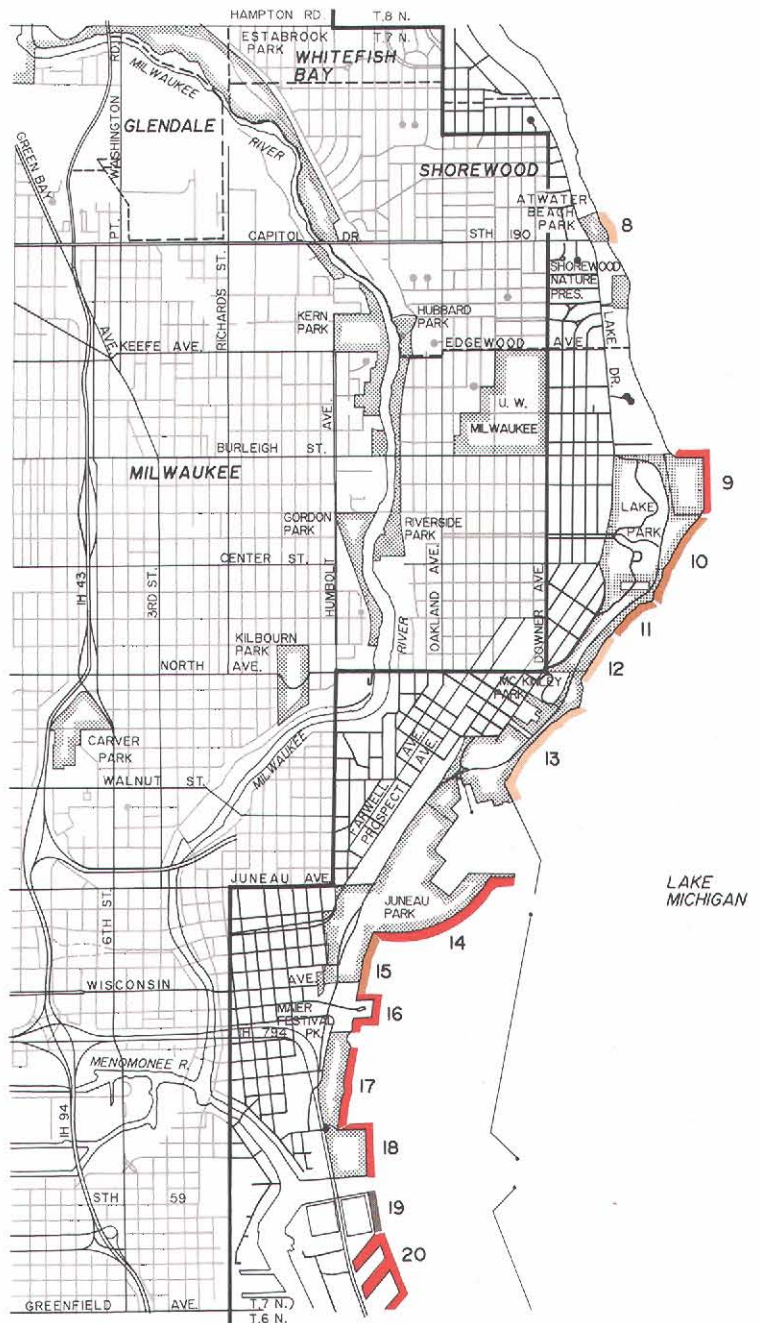 HAMPTON RD. T.8 N.
T.7 N.
ESTABROOK
PARK
WHITEFISH
BAY
MILWAUKEE
RIVER
WASHINGTON
RD.
PT.
GLENDALE
GREEN BAY
AVE.
SHOREWOOD
ATWATER
BEACH
PARK
8
CAPITOL DR.
STH 190
SHOREWOOD
NATURE
PRES.
RICHARDS ST.
KERN
PARK
HUBBARD
PARK
KEEFE AVE.
EDGEWOOD AVE.
LAKE DR.
U. W.
MILWAUKEE
BURLEIGH ST.
MILWAUKEE
9
LAKE
PARK
GORDON
PARK
RIVERSIDE
PARK
10
CENTER ST.
IH 43
3RD ST.
HUMBOLT
AVE.
OAKLAND AVE.
DOWNER AVE.
11
KILBOURN
PARK
RIVER
NORTH AVE.
12
MC KINLEY
PARK
CARVER
PARK
MILWAUKEE
13
WALNUT ST.
FARWELL AVE.
PROSPECT AVE.
JUNEAU AVE.
LAKE
MICHIGAN
6TH ST.
JUNEAU
PARK
14
15
WISCONSIN AVE.
16
MAIER
FESTIVAL
PK.
IH 794
MENOMONEE R.
17
IH 94
18
STH 59
19
20
GREENFIELD AVE.
T.7 N.
T.6 N.